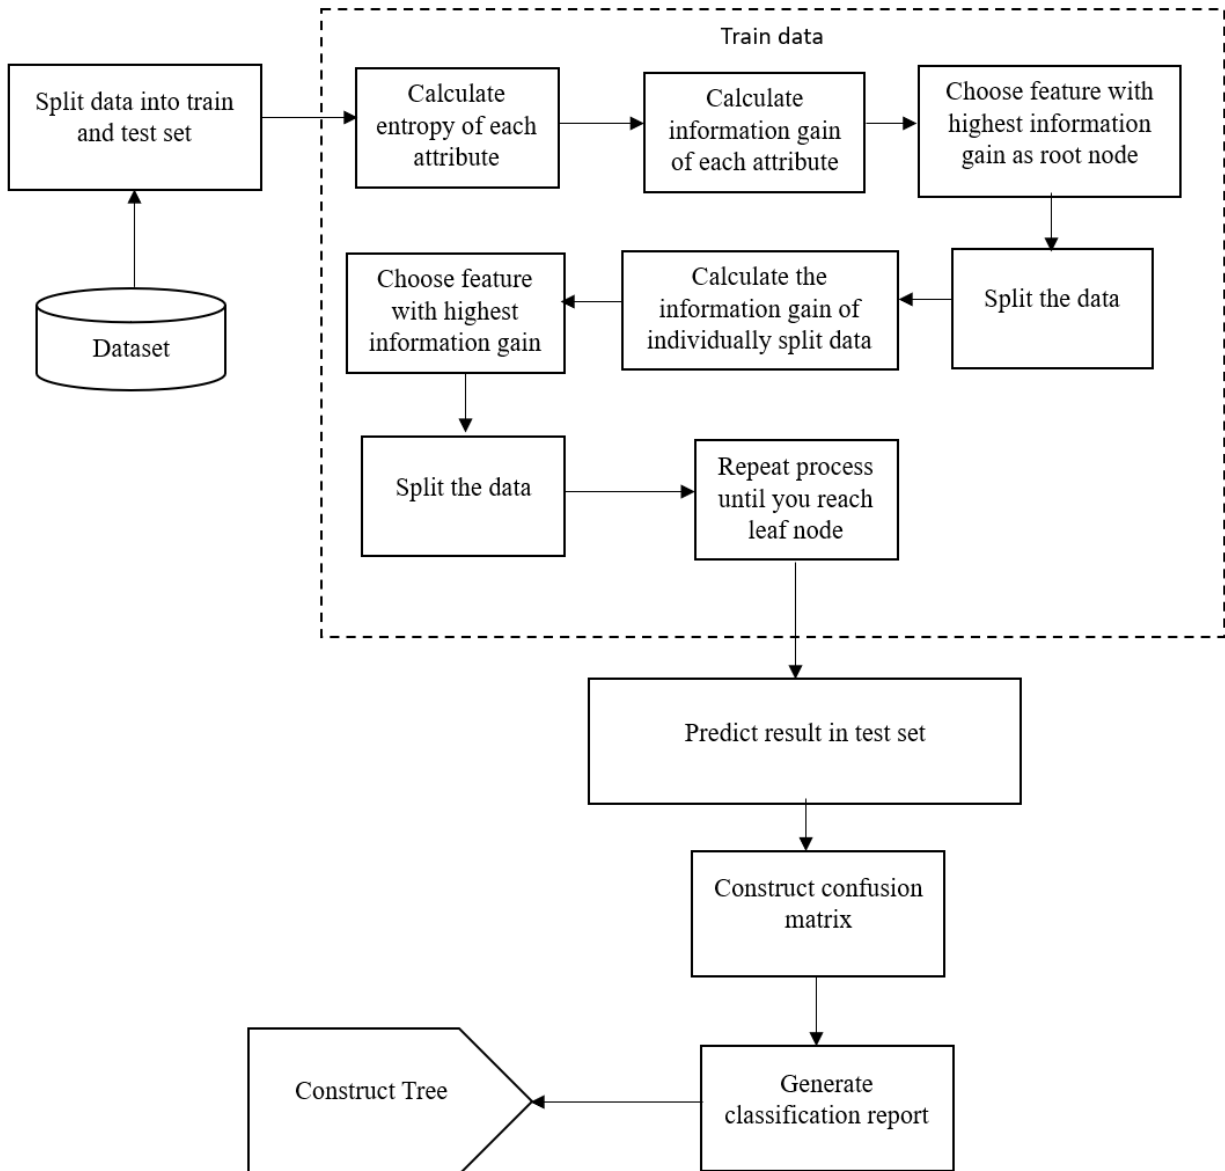 Train data
Split data into train
and test set
Calculate
entropy of each
attribute
Calculate
information gain
of each attribute
Choose feature with
highest information
gain as root node
Dataset
Choose feature
with highest
information gain
Calculate the
information gain of
individually split data
Split the data
Split the data
Repeat process
until you reach
leaf node
Predict result in test set
Construct confusion
matrix
Construct Tree
Generate
classification report